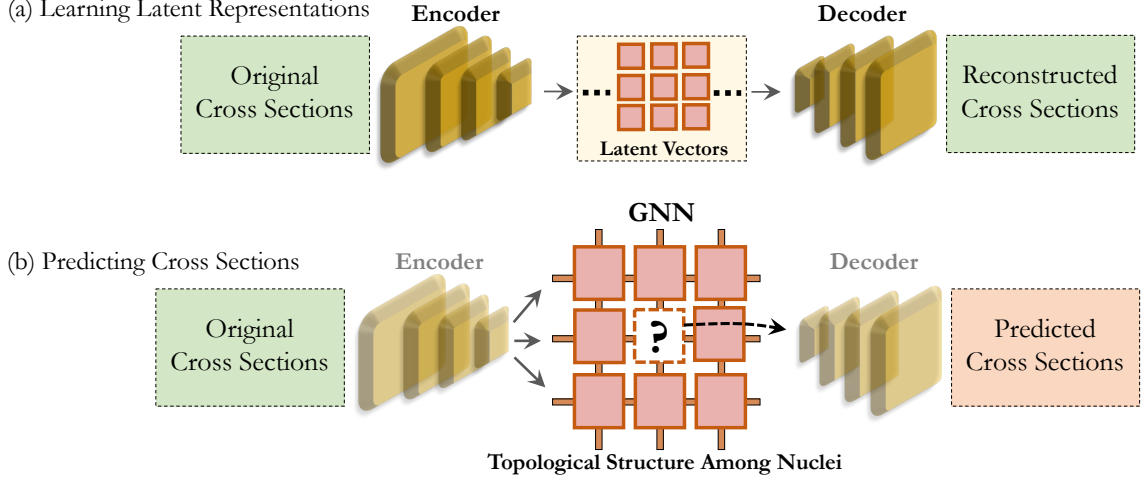 (a) Learning Latent Representations
Encoder
Decoder
Original
Cross Sections
Latent Vectors
Reconstructed
Cross Sections
(b) Predicting Cross Sections
GNN
Encoder
Decoder
Original
Cross Sections
?
Predicted
Cross Sections
Topological Structure Among Nuclei